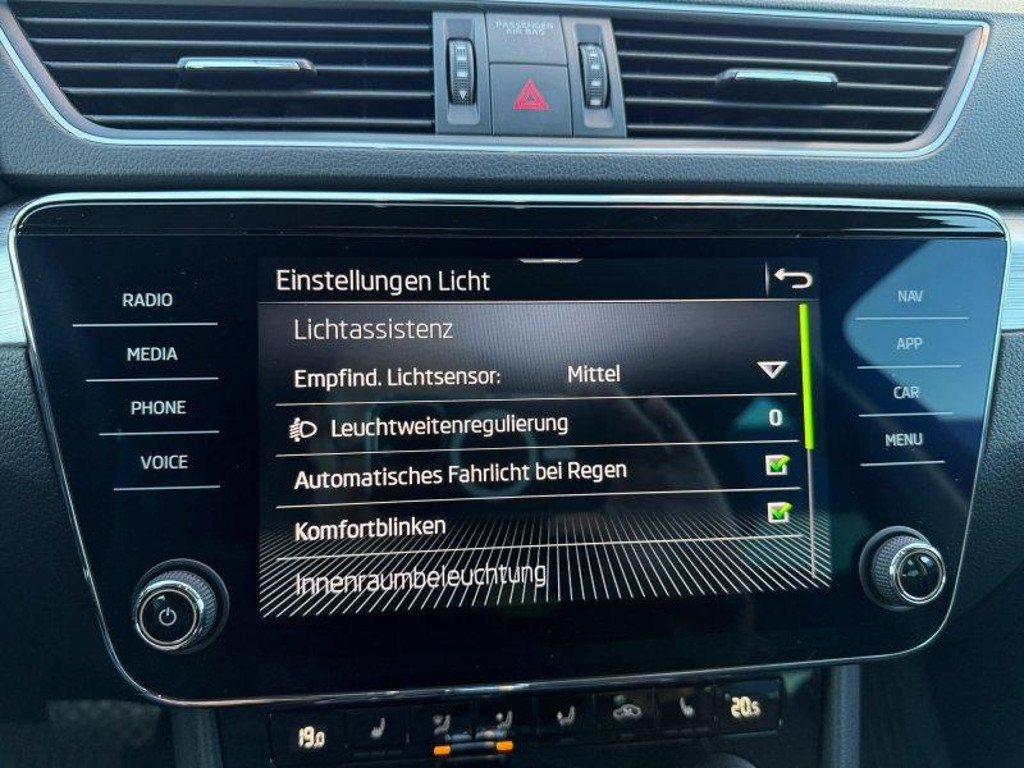 PASSENGER
AIR BAG
Einstellungen Licht
RADIO
MEDIA
PHONE
VOICE
Lichtassistenz
Empfind. Lichtsensor: Mittel
Leuchtweitenregulierung 0
Automatisches Fahrlicht bei Regen
Komfortblinken
Innenraumbeleuchtung
NAV
APP
CAR
MENU
19.0
20.5